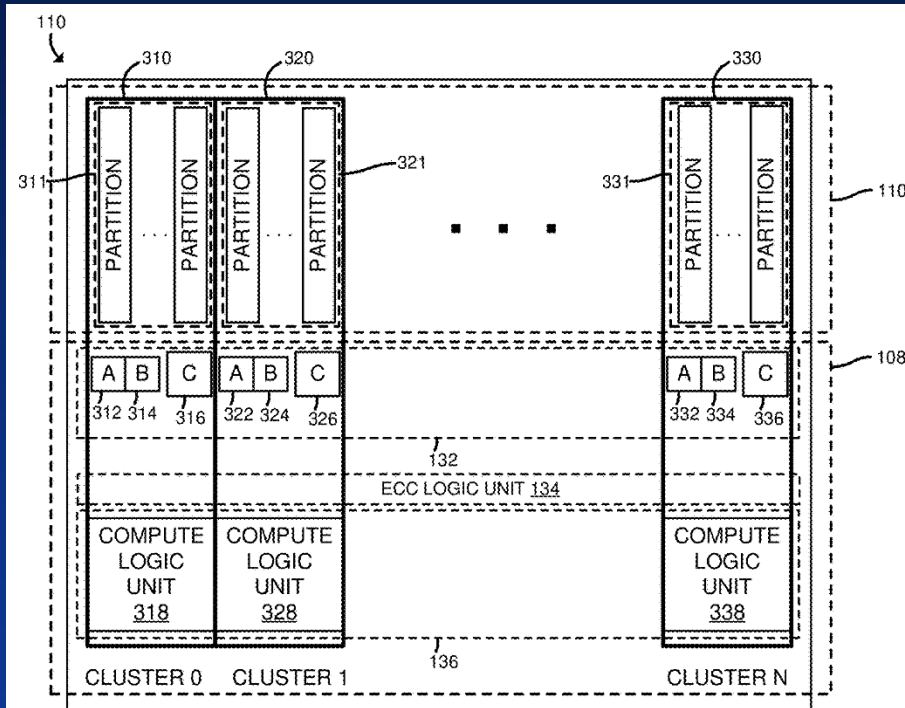 110
310
320
330
311
PARTITION
...
PARTITION
PARTITION
...
PARTITION
321
331
PARTITION
...
PARTITION
110
108
A B C
312 314 316
A B C
322 324 326
A B C
332 334 336
132
ECC LOGIC UNIT 134
COMPUTE
LOGIC
UNIT
318
COMPUTE
LOGIC
UNIT
328
COMPUTE
LOGIC
UNIT
338
136
CLUSTER 0
CLUSTER 1
CLUSTER N